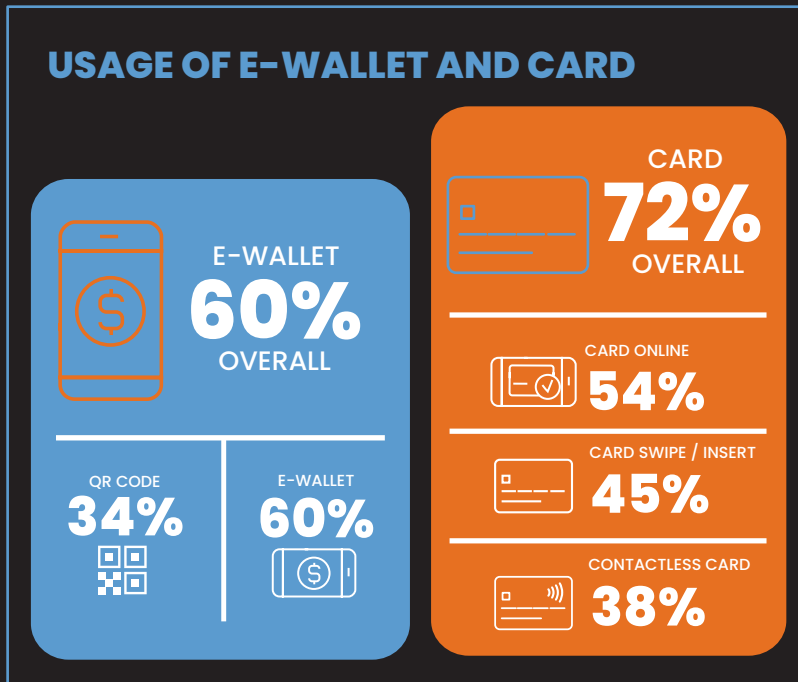 USAGE OF E-WALLET AND CARD
E-WALLET
60%
OVERALL
QR CODE
34%
E-WALLET
60%
CARD
72%
OVERALL
CARD ONLINE
54%
CARD SWIPE / INSERT
45%
CONTACTLESS CARD
38%